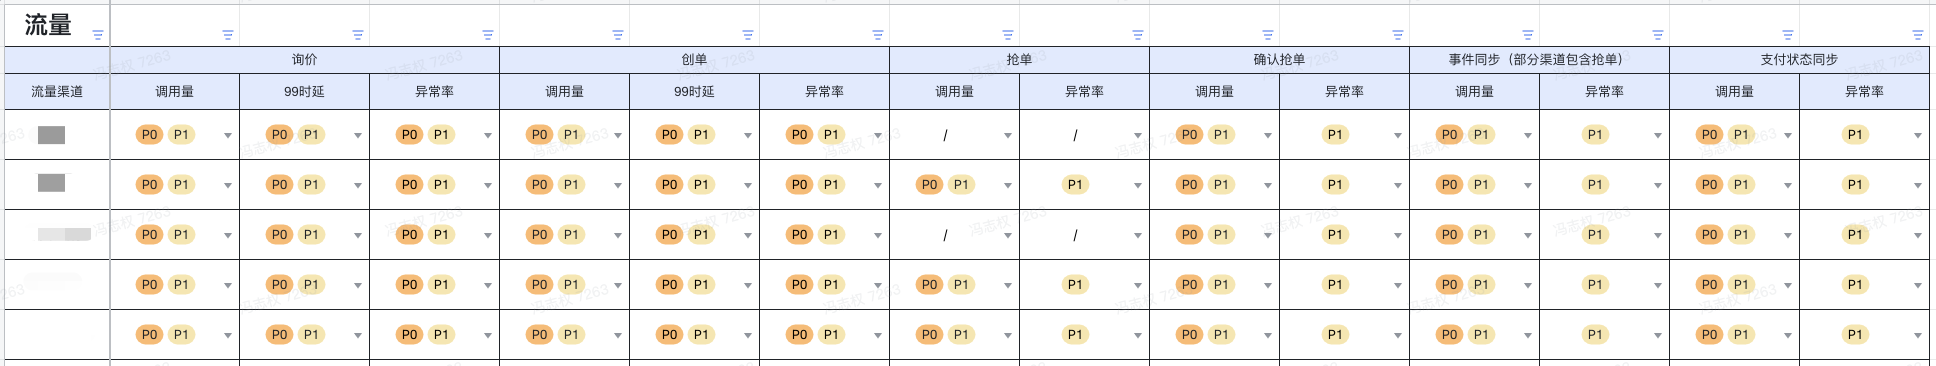 流量
询价 创单 抢单 确认抢单 事件同步（部分渠道包含抢单） 支付状态同步
流量渠道 调用量 99时延 异常率 调用量 99时延 异常率 调用量 异常率 调用量 异常率 调用量 异常率 调用量 异常率
P0 P1 P0 P1 P0 P1 P0 P1 P0 P1 P0 P1 / / P0 P1 P1 P0 P1 P1 P0 P1 P1
P0 P1 P0 P1 P0 P1 P0 P1 P0 P1 P0 P1 P0 P1 P1 P0 P1 P1 P0 P1 P1 P0 P1 P1
P0 P1 P0 P1 P0 P1 P0 P1 P0 P1 P0 P1 / / P0 P1 P1 P0 P1 P1 P0 P1 P1
P0 P1 P0 P1 P0 P1 P0 P1 P0 P1 P0 P1 P0 P1 P1 P0 P1 P1 P0 P1 P1 P0 P1 P1
P0 P1 P0 P1 P0 P1 P0 P1 P0 P1 P0 P1 P0 P1 P1 P0 P1 P1 P0 P1 P1 P0 P1 P1
冯志权 7263